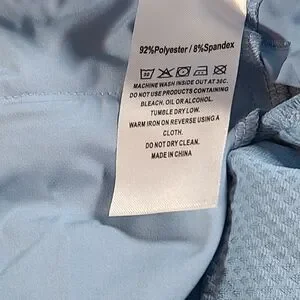 92%Polyester / 8%Spandex
MACHINE WASH INSIDE OUT AT 30C.
DO NOT USE PRODUCTS CONTAINING
BLEACH, OIL OR ALCOHOL.
TUMBLE DRY LOW.
WARM IRON ON REVERSE USING A
CLOTH.
DO NOT DRY CLEAN.
MADE IN CHINA